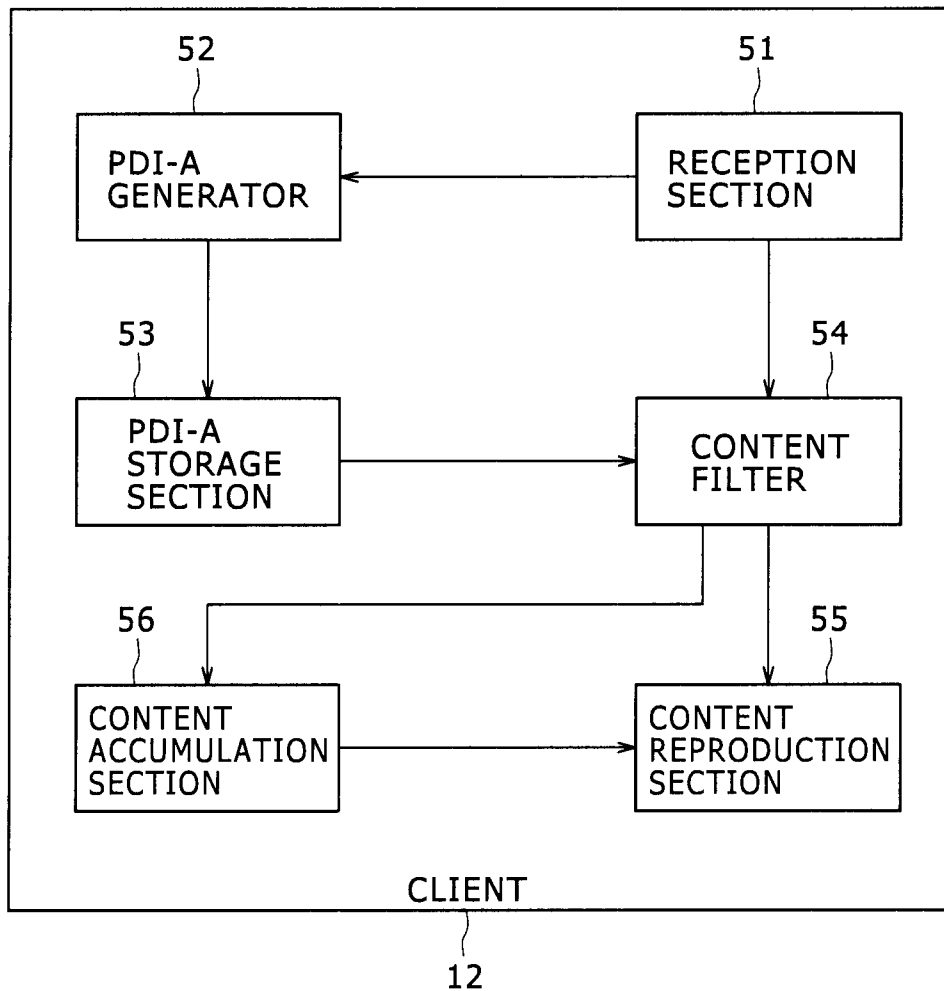 52
51
PDI-A
GENERATOR
RECEPTION
SECTION
53
54
PDI-A
STORAGE
SECTION
CONTENT
FILTER
56
55
CONTENT
ACCUMULATION
SECTION
CONTENT
REPRODUCTION
SECTION
CLIENT
12